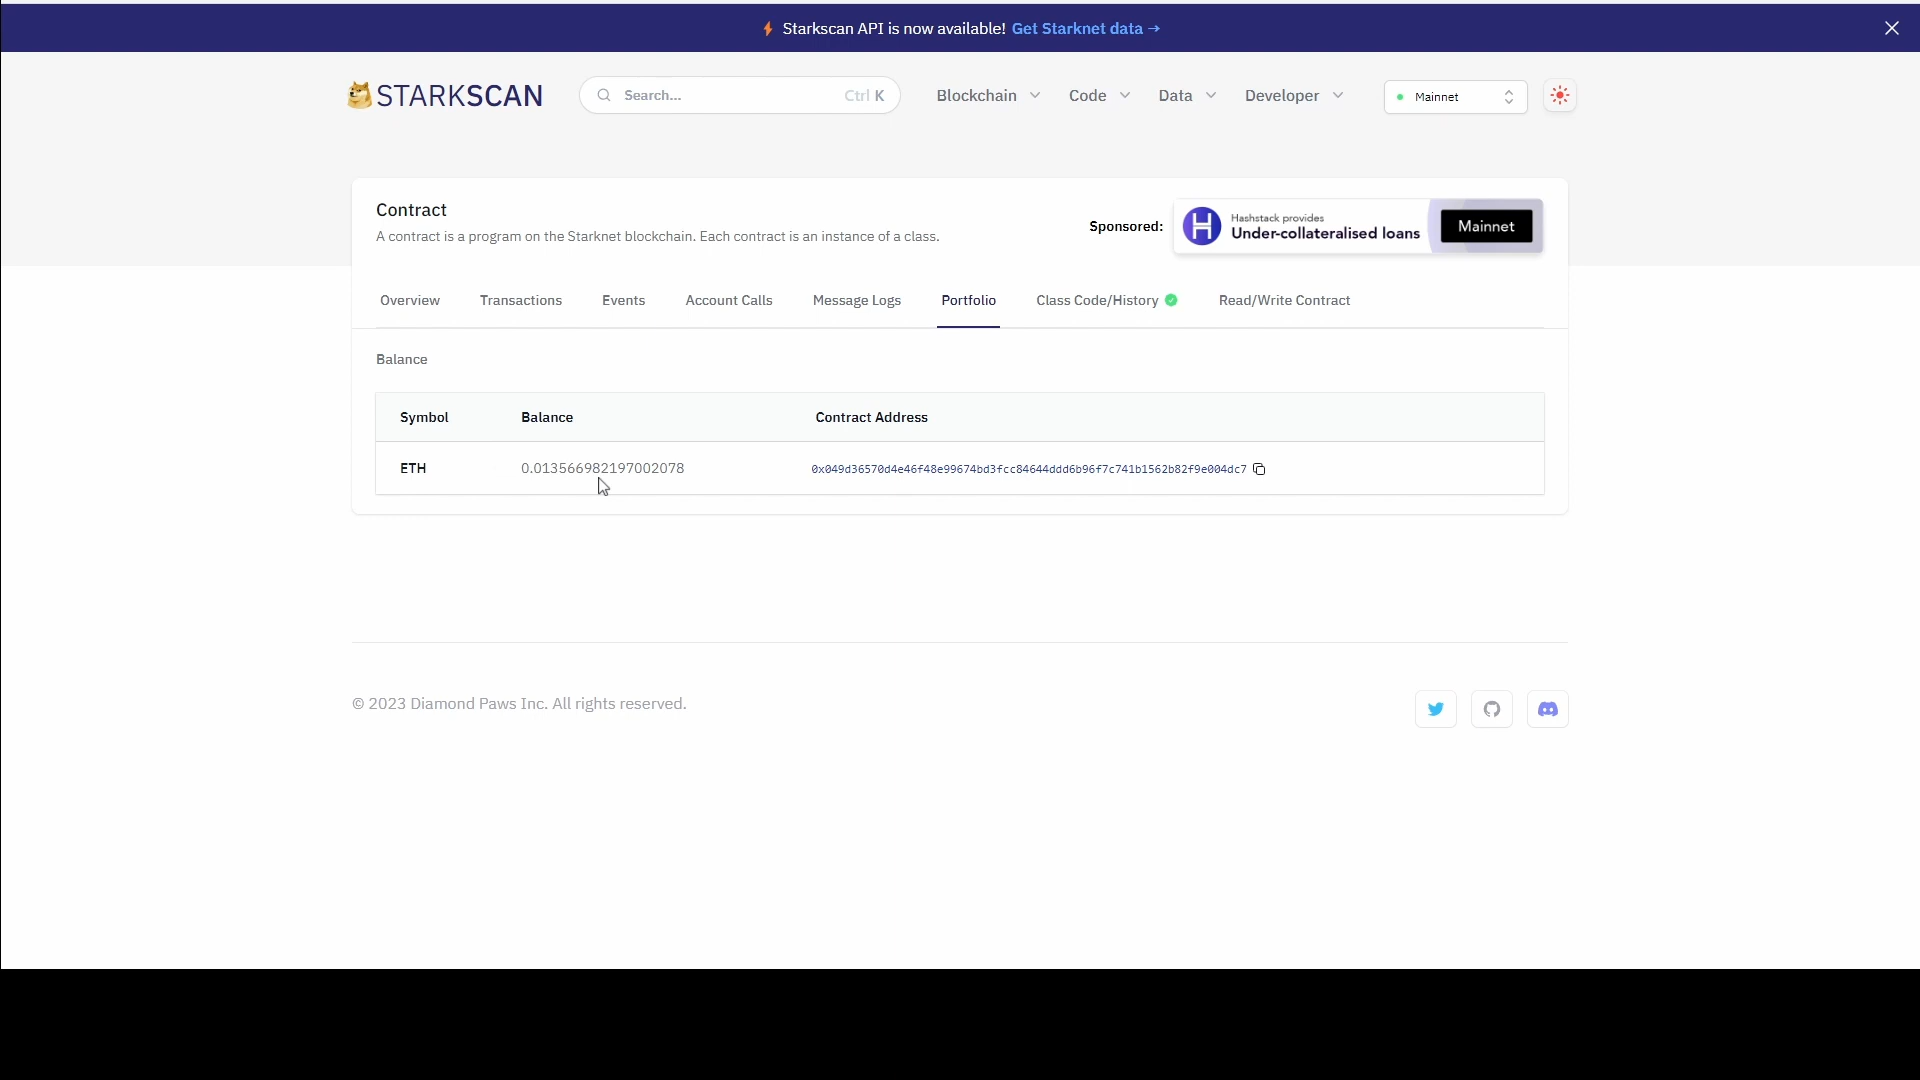 Starkscan API is now available! Get Starknet data →
STARKSCAN
Search...
Ctrl K
Blockchain
Code
Data
Developer
Mainnet
Contract
A contract is a program on the Starknet blockchain. Each contract is an instance of a class.
Sponsored:
Hashstack provides
Under-collateralised loans
Mainnet
Overview
Transactions
Events
Account Calls
Message Logs
Portfolio
Class Code/History
Read/Write Contract
Balance
Symbol Balance Contract Address
ETH 0.013566982197002078 0x049d36570d4e46f48e99674bd3fcc84644ddd6b96f7c741b1562b82f9e004dc7
© 2023 Diamond Paws Inc. All rights reserved.